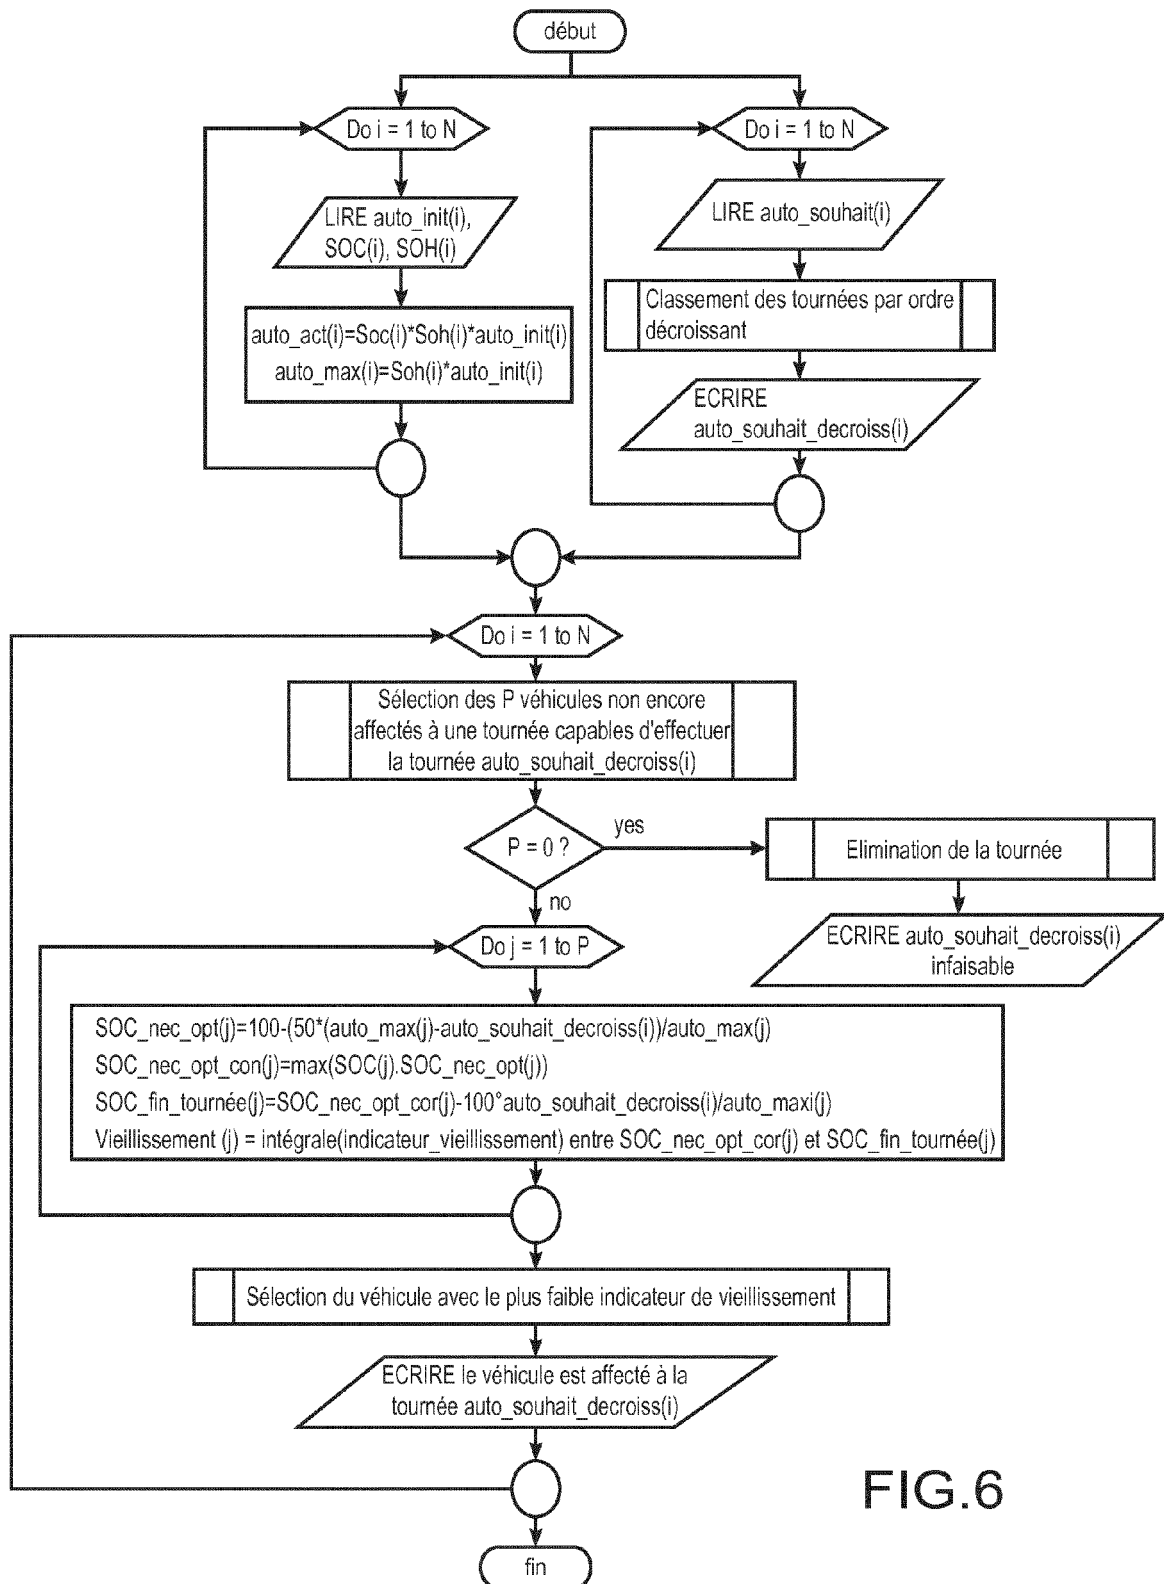 début
Do i = 1 to N
LIRE auto_init(i),
SOC(i), SOH(i)
auto_act(i)=Soc(i)*Soh(i)*auto_init(i)
auto_max(i)=Soh(i)*auto_init(i)
Do i = 1 to N
LIRE auto_souhait(i)
Classement des tournées par ordre
décroissant
ECRIRE
auto_souhait_decroiss(i)
Do i = 1 to N
Sélection des P véhicules non encore
affectés à une tournée capables d'effectuer
la tournée auto_souhait_decroiss(i)
P = 0 ?
yes
Elimination de la tournée
ECRIRE auto_souhait_decroiss(i)
infaisable
no
Do j = 1 to P
SOC_nec_opt(j)=100-(50*(auto_max(j)-auto_souhait_decroiss(i))/auto_max(j)
SOC_nec_opt_con(j)=max(SOC(j).SOC_nec_opt(j))
SOC_fin_tournée(j)=SOC_nec_opt_cor(j)-100°auto_souhait_decroiss(i)/auto_maxi(j)
Vieillissement (j) = intégrale(indicateur_vieillissement) entre SOC_nec_opt_cor(j) et SOC_fin_tournée(j)
Sélection du véhicule avec le plus faible indicateur de vieillissement
ECRIRE le véhicule est affecté à la
tournée auto_souhait_decroiss(i)
fin
FIG.6